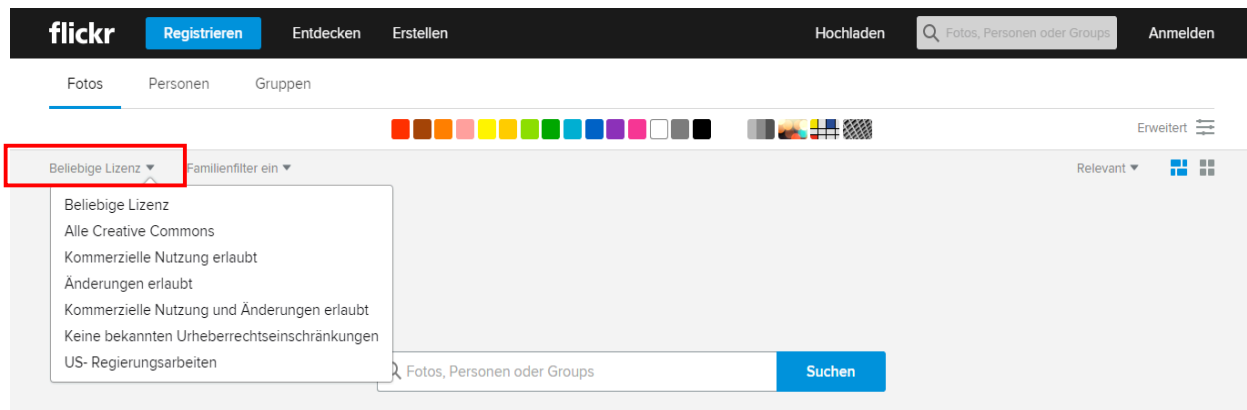 flickr Registrieren Entdecken Erstellen Hochladen Fotos, Personen oder Groups Anmelden
Fotos Personen Gruppen
Erweitert
Beliebige Lizenz Familienfilter ein Relevant
Beliebige Lizenz
Alle Creative Commons
Kommerzielle Nutzung erlaubt
Änderungen erlaubt
Kommerzielle Nutzung und Änderungen erlaubt
Keine bekannten Urheberrechtseinschränkungen
US- Regierungsarbeiten
Fotos, Personen oder Groups Suchen